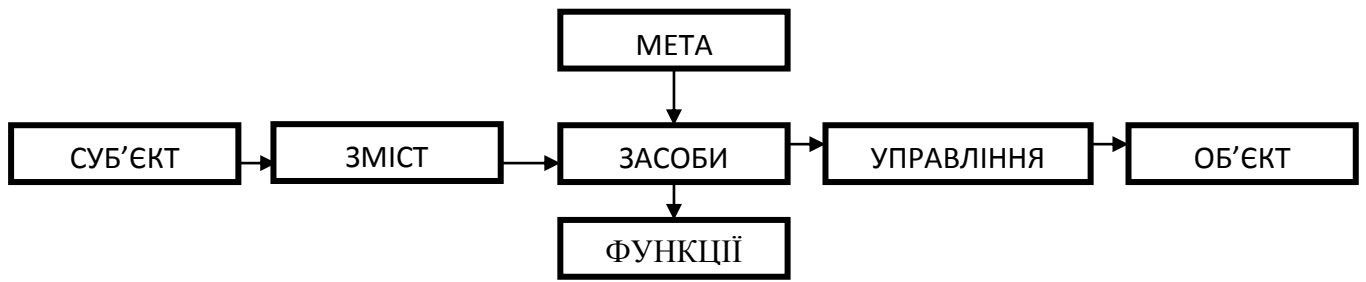 МЕТА
СУБ’ЄКТ
ЗМІСТ
ЗАСОБИ
УПРАВЛІННЯ
ОБ’ЄКТ
ФУНКЦІЇ